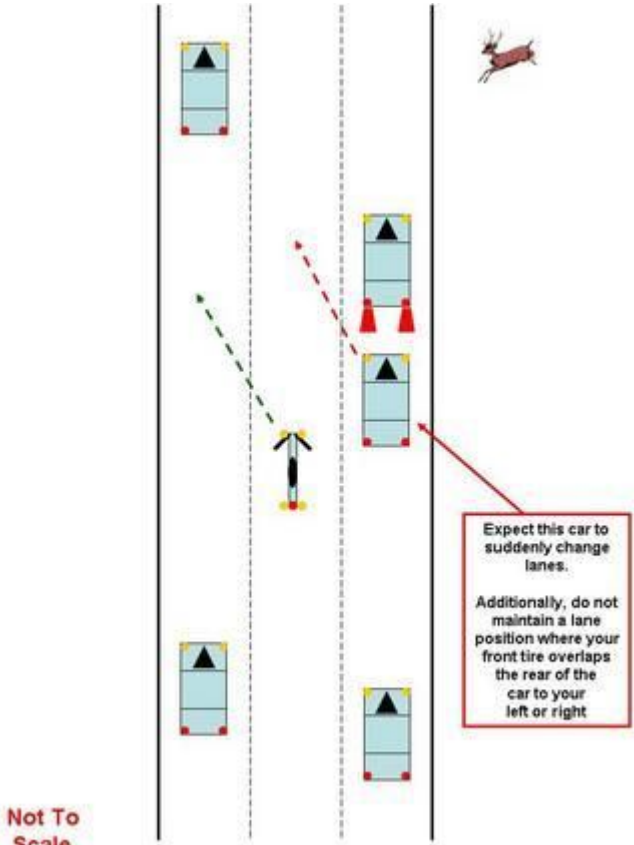 Expect this car to
suddenly change
lanes.
Additionally, do not
maintain a lane
position where your
front tire overlaps
the rear of the
car to your
left or right
Not To
Scale